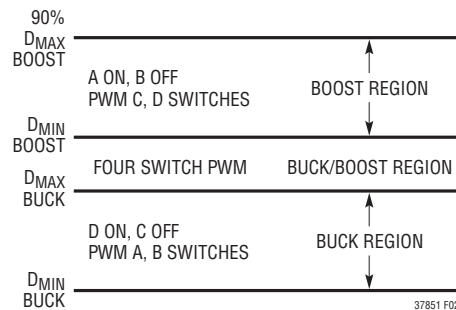 90%
DMAX
BOOST
A ON, B OFF
PWM C, D SWITCHES
BOOST REGION
DMIN
BOOST
FOUR SWITCH PWM
BUCK/BOOST REGION
DMAX
BUCK
D ON, C OFF
PWM A, B SWITCHES
BUCK REGION
DMIN
BUCK
37851 F02